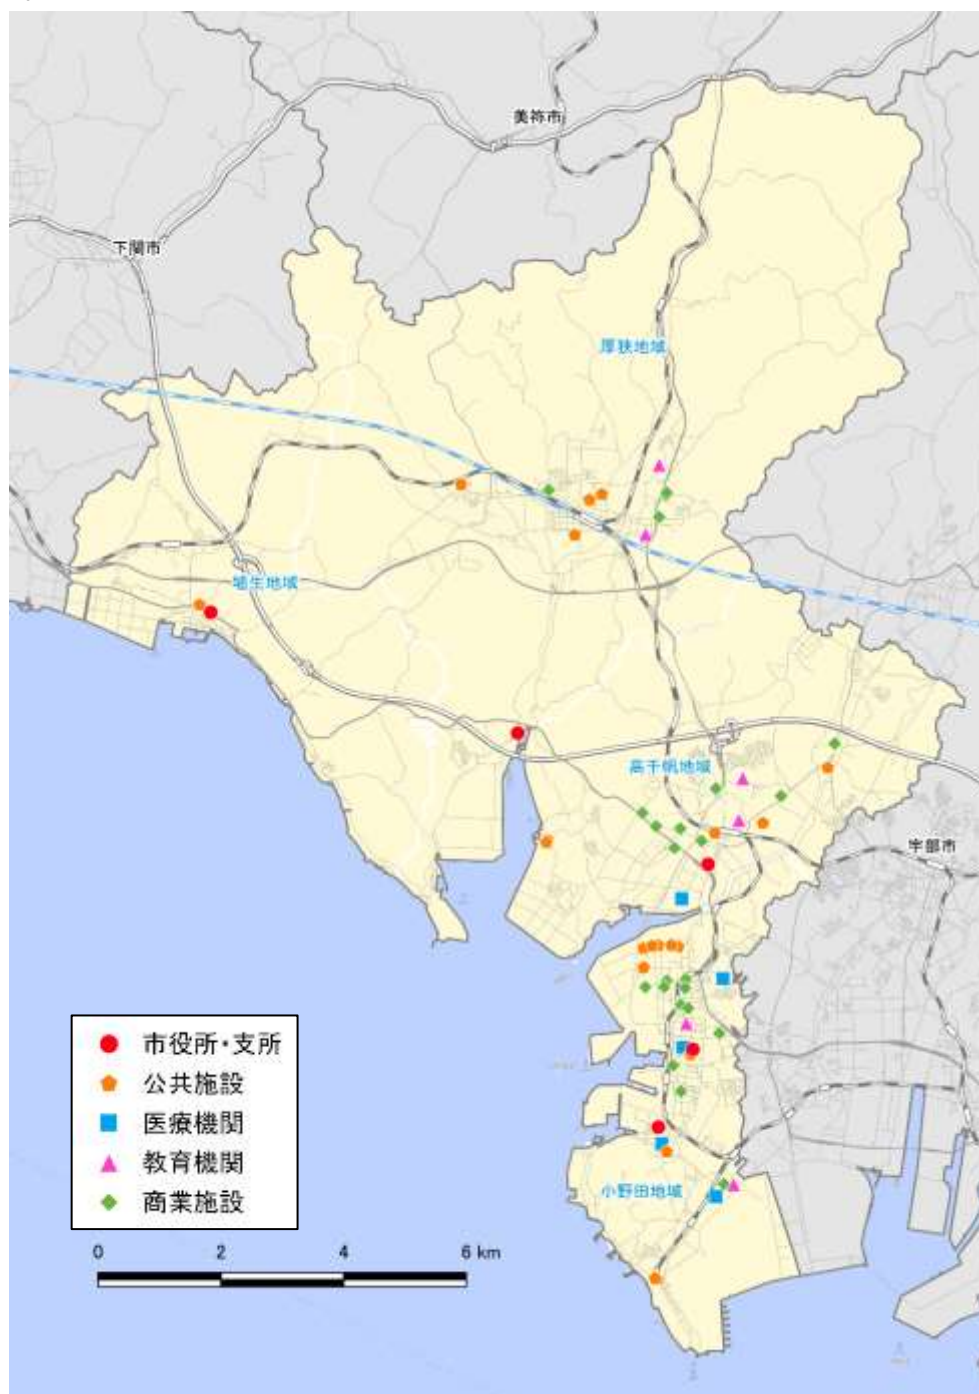 美祢市
下関市
厚狭地域
埴生地域
高千帆地域
宇部市
市役所・支所
公共施設
医療機関
教育機関
商業施設
小野田地域
0 2 4 6 km